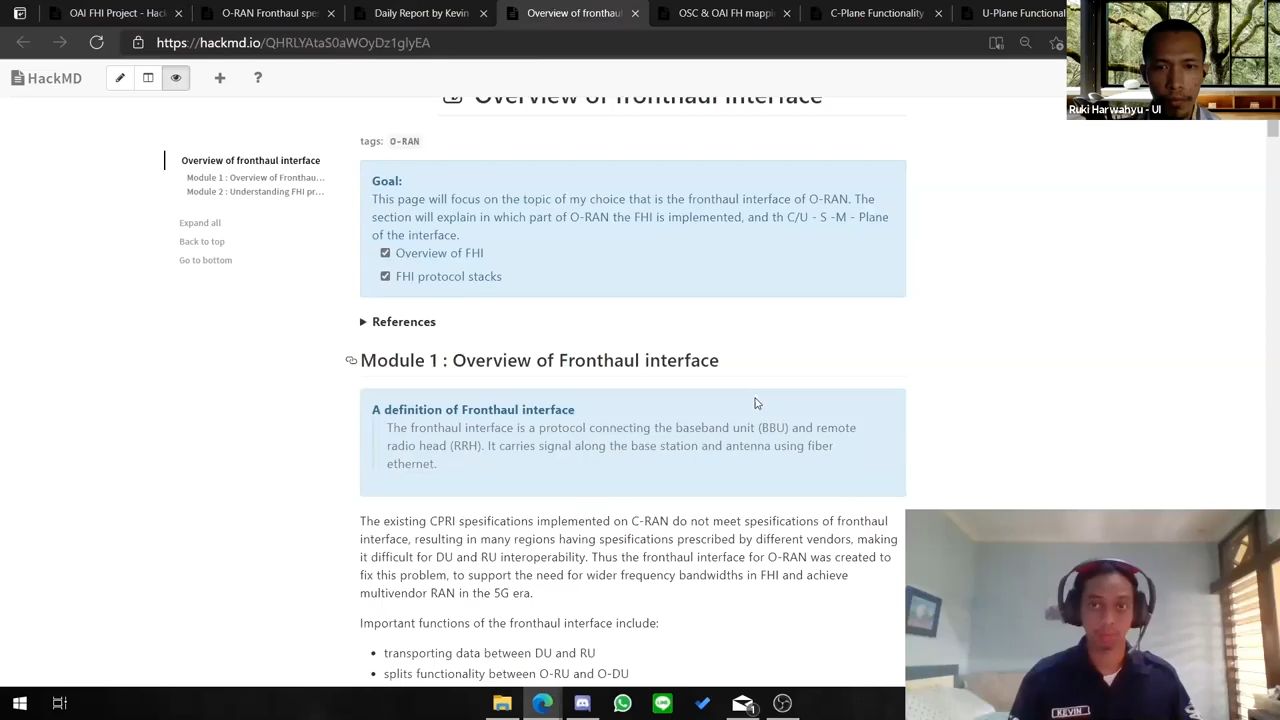 OAI FHI Project - Hack
O-RAN Fronthaul spe
Daily Report by Kevi
Overview of fronthau
OSC & OAI FH mappi
C-Plane Functionality
U-Plane Functional
https://hackmd.io/QHRLYAtaS0aWOyDz1glyEA
HackMD
Ruki Harwahyu - UI
Overview of fronthaul interface
tags: O-RAN
Overview of fronthaul interface
Module 1 : Overview of Fronthau...
Module 2 : Understanding FHI pr...
Expand all
Back to top
Go to bottom
Goal:
This page will focus on the topic of my choice that is the fronthaul interface of O-RAN. The
section will explain in which part of O-RAN the FHI is implemented, and th C/U - S -M - Plane
of the interface.
Overview of FHI
FHI protocol stacks
References
Module 1 : Overview of Fronthaul interface
A definition of Fronthaul interface
The fronthaul interface is a protocol connecting the baseband unit (BBU) and remote
radio head (RRH). It carries signal along the base station and antenna using fiber
ethernet.
The existing CPRI spesifications implemented on C-RAN do not meet spesifications of fronthaul
interface, resulting in many regions having spesifications prescribed by different vendors, making
it difficult for DU and RU interoperability. Thus the fronthaul interface for O-RAN was created to
fix this problem, to support the need for wider frequency bandwidths in FHI and achieve
multivendor RAN in the 5G era.
Important functions of the fronthaul interface include:
transporting data between DU and RU
splits functionality between O-RU and O-DU
KEVIN
1